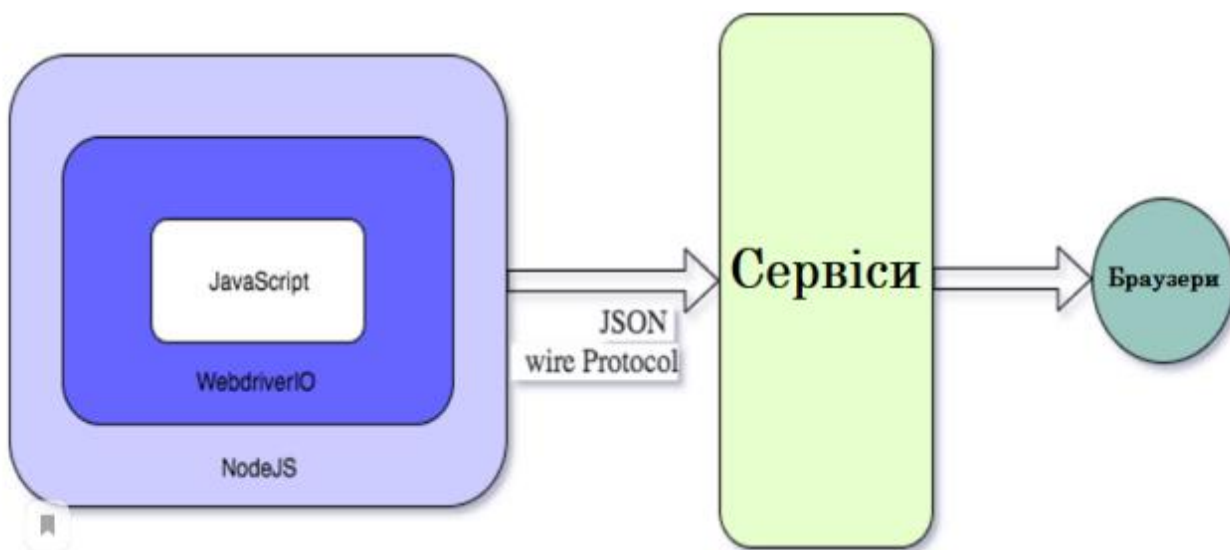 JavaScript
WebdriverIO
NodeJS
JSON
wire Protocol
Сервіси
Браузери